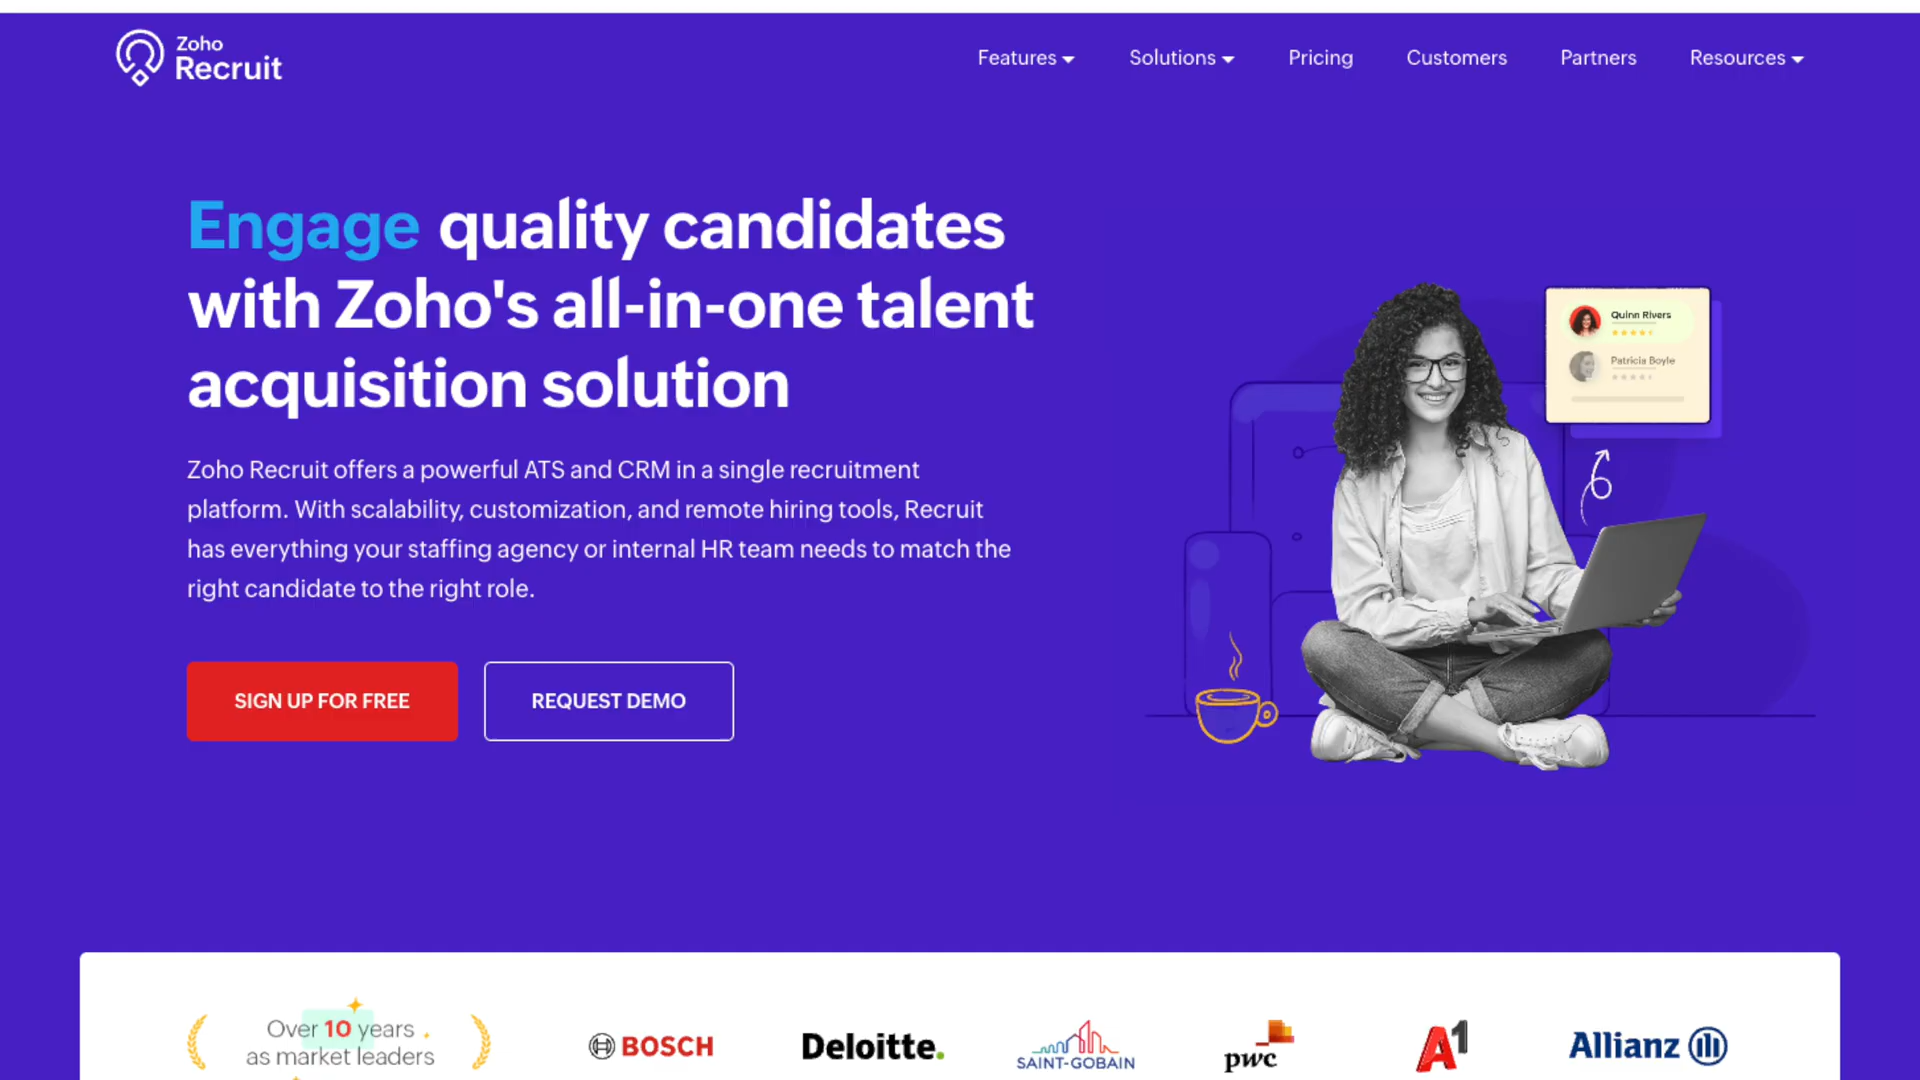 Zoho
Recruit
Features
Solutions
Pricing
Customers
Partners
Resources
Engage quality candidates
with Zoho's all-in-one talent
acquisition solution
Zoho Recruit offers a powerful ATS and CRM in a single recruitment
platform. With scalability, customization, and remote hiring tools, Recruit
has everything your staffing agency or internal HR team needs to match the
right candidate to the right role.
SIGN UP FOR FREE
REQUEST DEMO
Quinn Rivers
Patricia Boyle
Over 10 years
as market leaders
BOSCH
Deloitte.
SAINT-GOBAIN
pwc
A1
Allianz